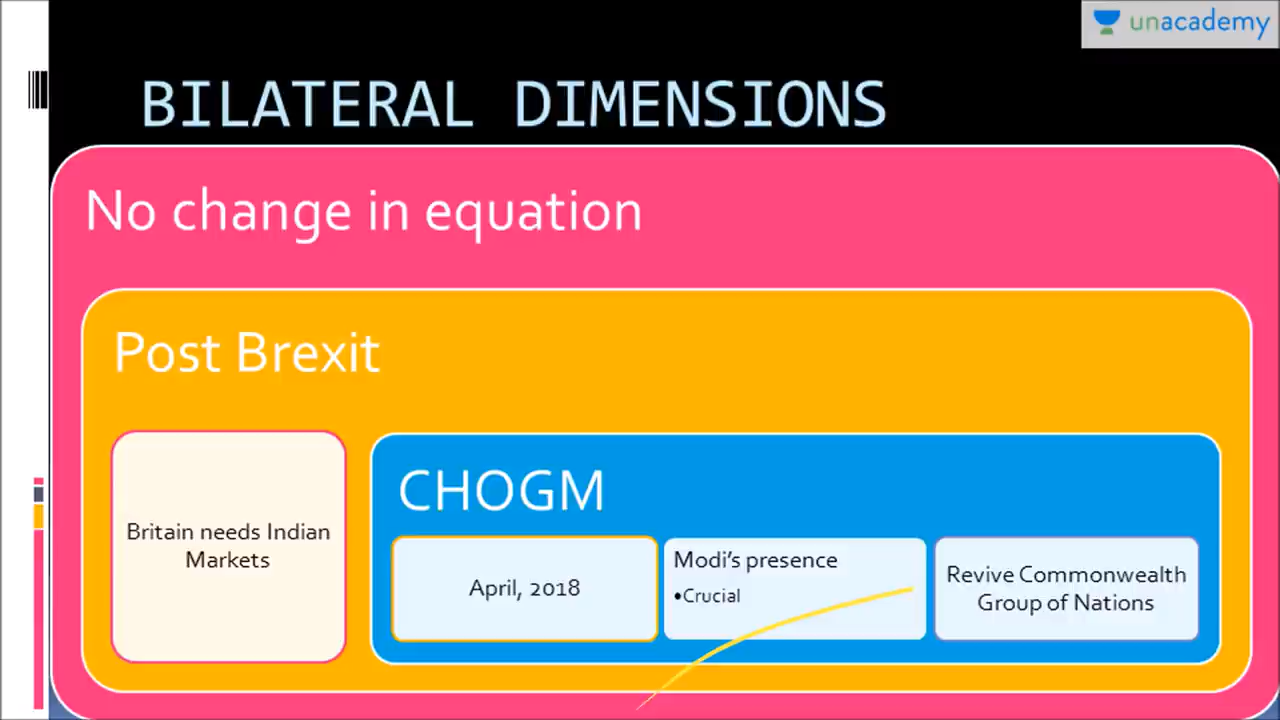 unacademy
BILATERAL DIMENSIONS
No change in equation
Post Brexit
Britain needs Indian
Markets
CHOGM
April, 2018
Modi's presence
•Crucial
Revive Commonwealth
Group of Nations